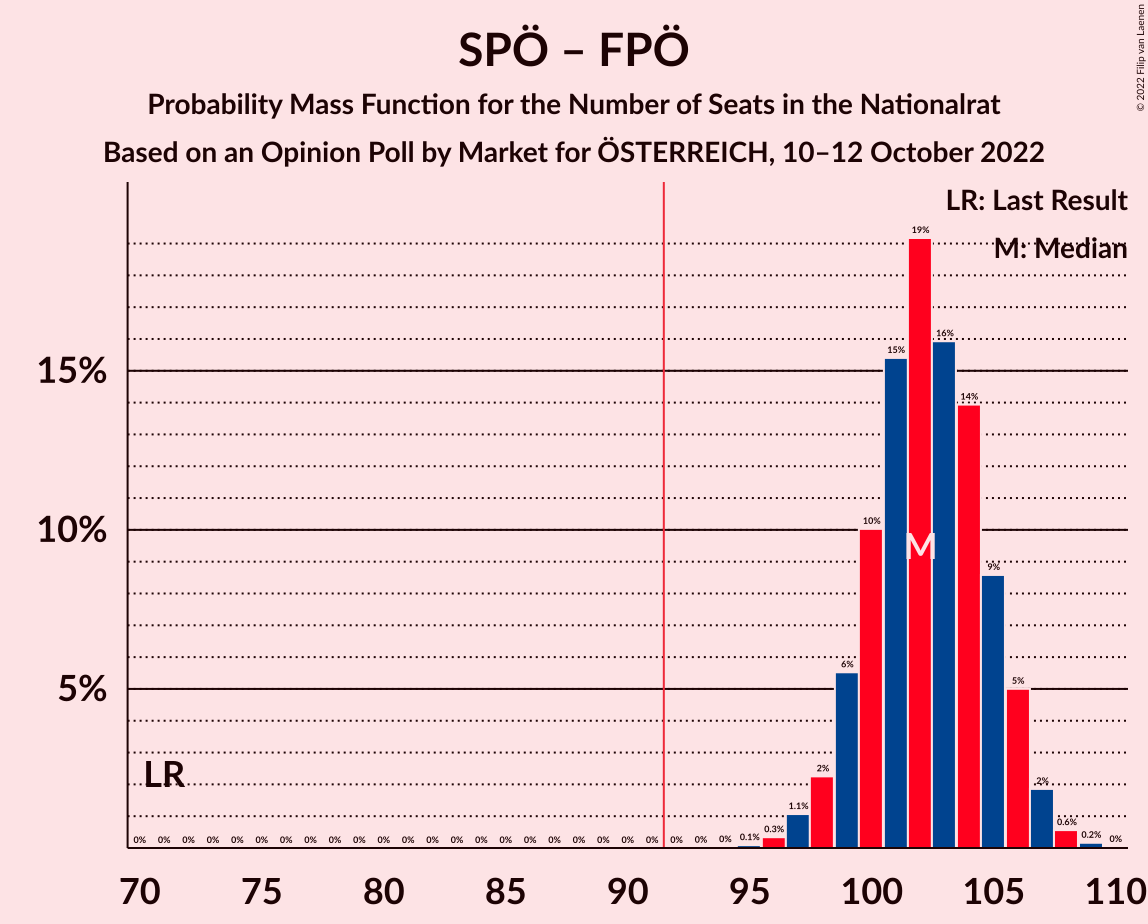 SPÖ – FPÖ
Probability Mass Function for the Number of Seats in the Nationalrat
Based on an Opinion Poll by Market for ÖSTERREICH, 10–12 October 2022
© 2022 Filip van Laenen
LR: Last Result
M: Median
19%
16%
15%
15%
14%
10%
10%
M
9%
6%
5%
5%
LR
2%
2%
1.1%
0.6%
0% 0% 0% 0% 0% 0% 0% 0% 0% 0% 0% 0% 0% 0% 0% 0% 0% 0% 0% 0% 0% 0% 0% 0% 0% 0.1% 0.3% 0.2% 0%
70 75 80 85 90 95 100 105 110